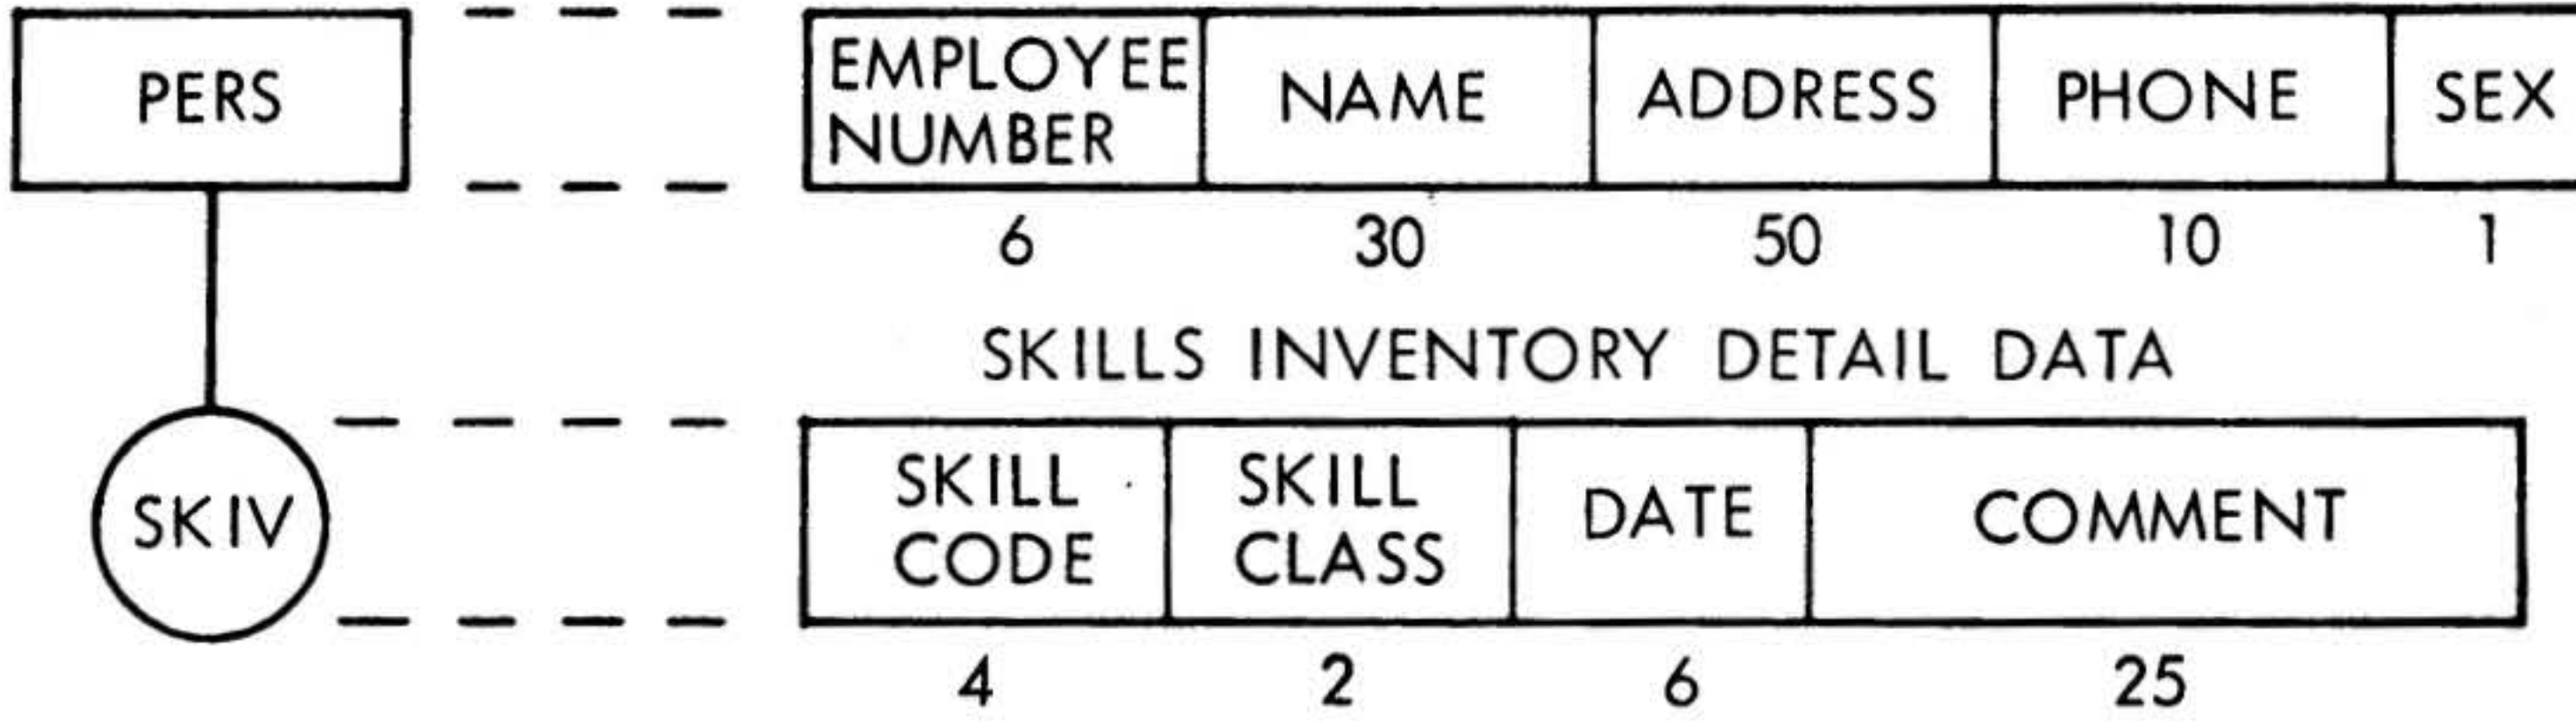 PERS
EMPLOYEE
NUMBER
NAME
ADDRESS
PHONE
SEX
6
30
50
10
1
SKILLS INVENTORY DETAIL DATA
SKIV
SKILL
CODE
SKILL
CLASS
DATE
COMMENT
4
2
6
25